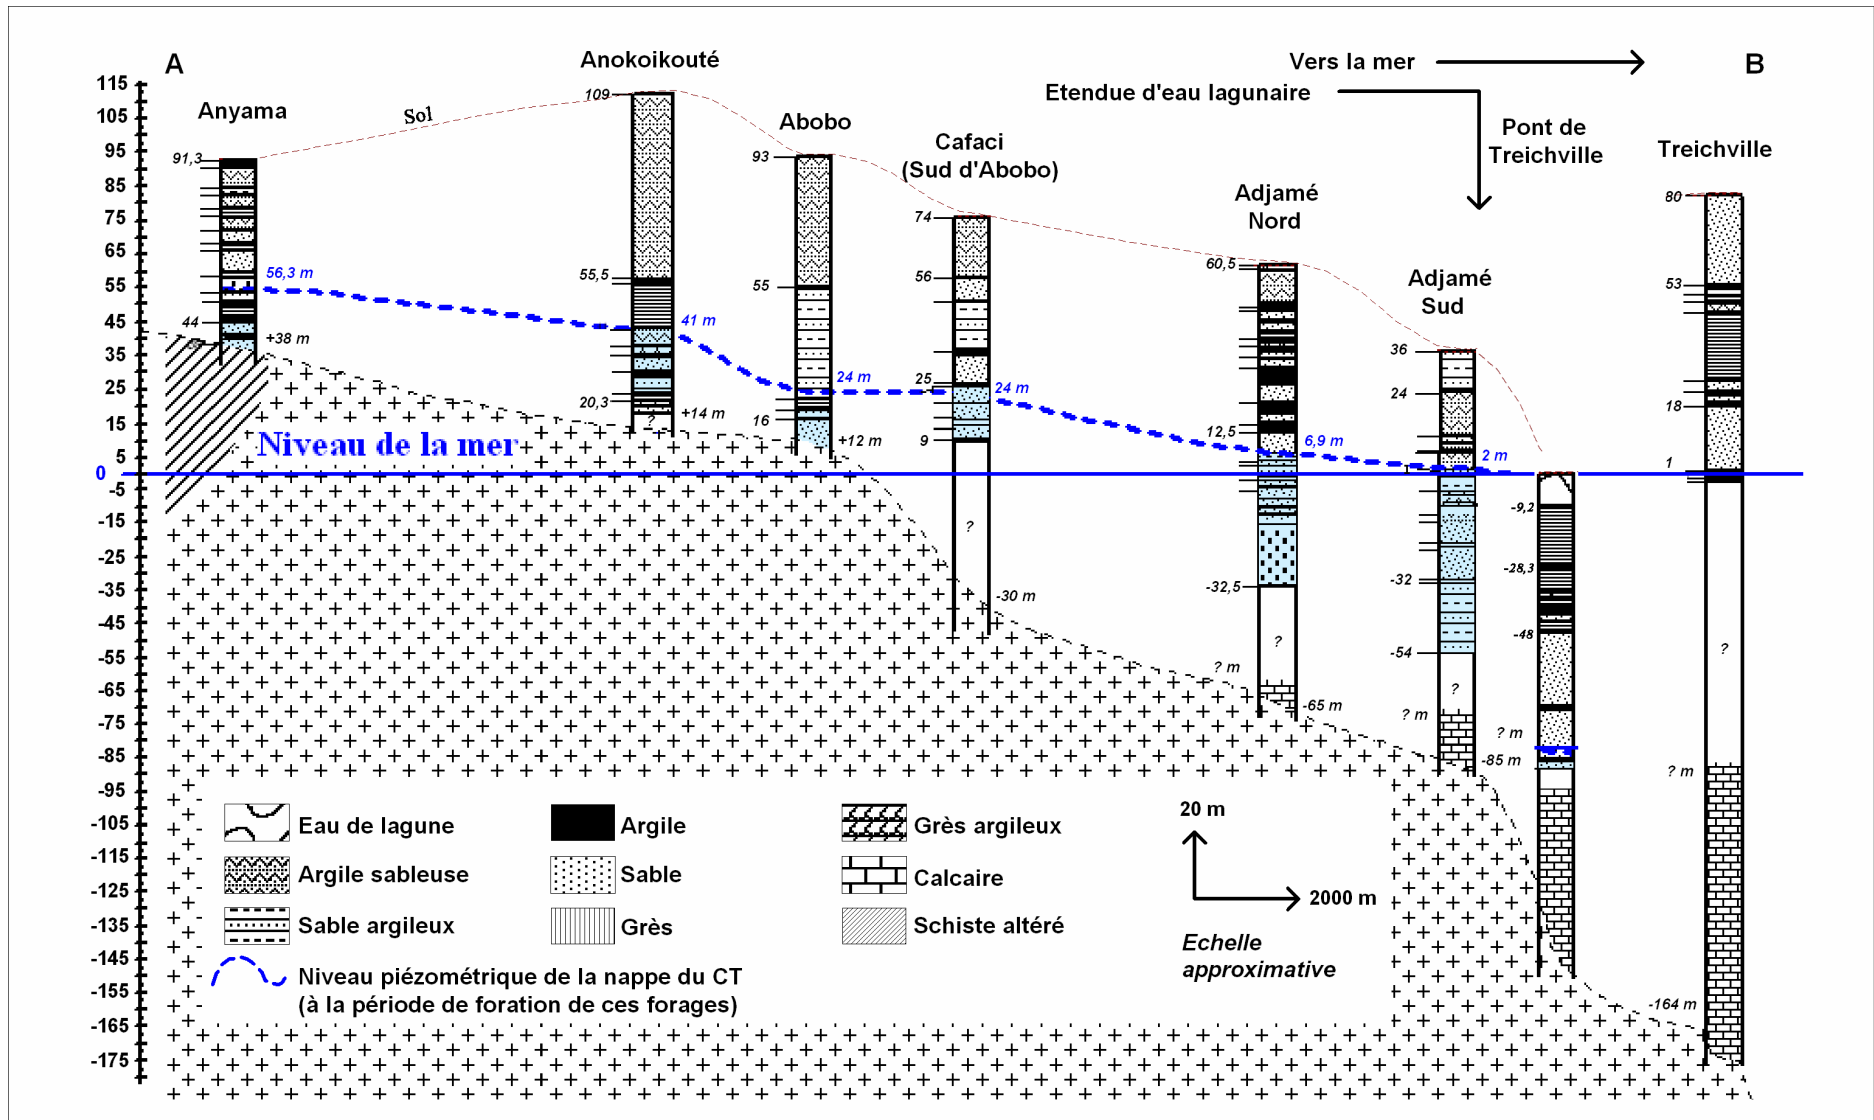 A
Anokoikouté
Vers la mer
B
115
105
95
85
75
65
55
45
35
25
15
5
0
-5
-15
-25
-35
-45
-55
-65
-75
-85
-95
-105
-115
-125
-135
-145
-155
-165
-175
Anyama
Sol
91,3
56,3 m
44
+38 m
109
55,5
41 m
20,3
+14 m
?
Abobo
93
55
24 m
16
+12 m
Cafaci
(Sud d'Abobo)
74
56
25
24 m
9
?
-30 m
Etendue d'eau lagunaire
Adjamé
Nord
60,5
12,5
6,9 m
-32,5
?
? m
-65 m
Adjamé
Sud
36
24
2 m
-32
-54
?
? m
-85 m
Pont de
Treichville
-9,2
-28,3
-48
? m
Treichville
80
53
18
1
?
? m
-164 m
Niveau de la mer
Eau de lagune
Argile
Grès argileux
Argile sableuse
Sable
Calcaire
Sable argileux
Grès
Schiste altéré
Niveau piézométrique de la nappe du CT
(à la période de foration de ces forages)
20 m
2000 m
Echelle
approximative